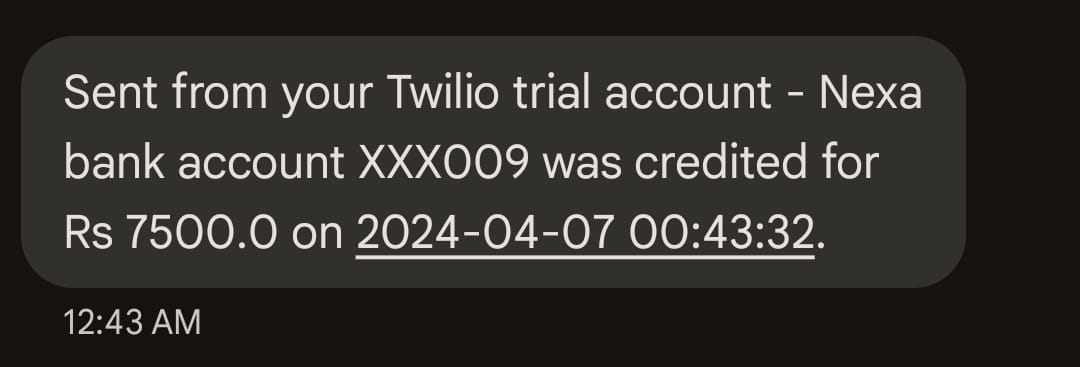 Sent from your Twilio trial account - Nexa
bank account XXX009 was credited for
Rs 7500.0 on 2024-04-07 00:43:32.
12:43 AM